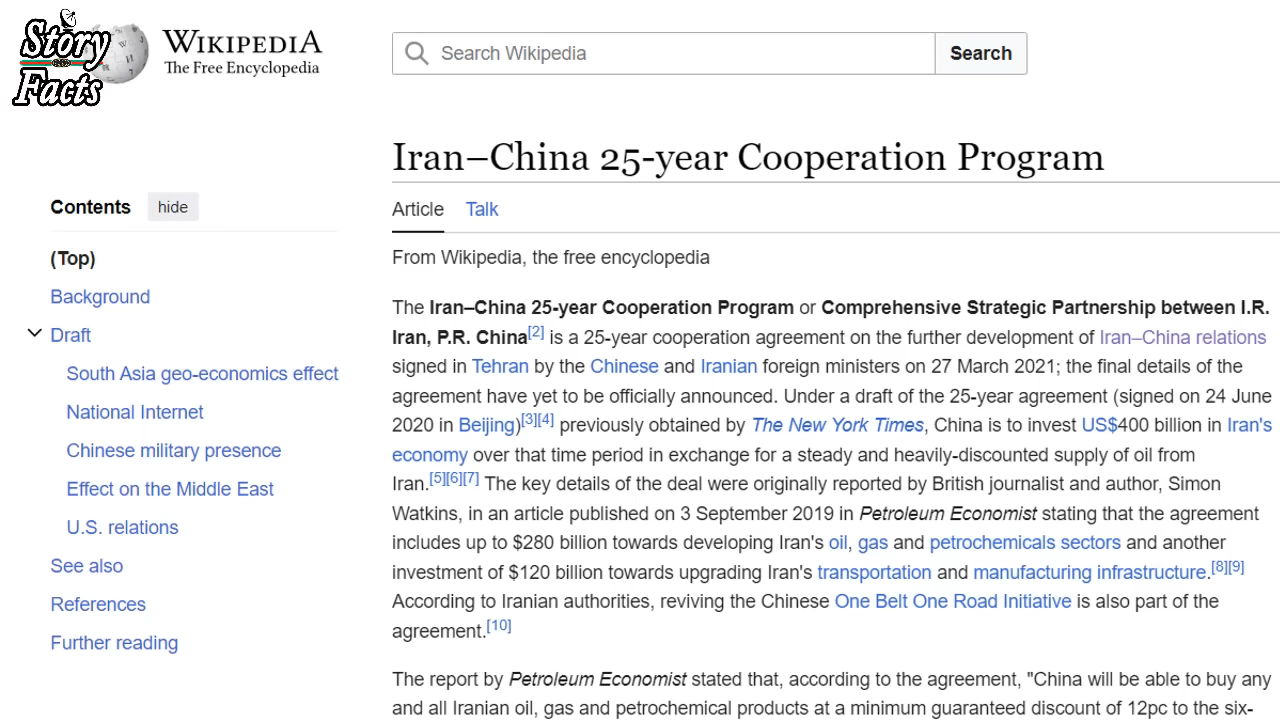 Story
Facts
WIKIPEDIA
The Free Encyclopedia
Search Wikipedia
Search
Iran–China 25-year Cooperation Program
Contents
hide
(Top)
Background
Draft
South Asia geo-economics effect
National Internet
Chinese military presence
Effect on the Middle East
U.S. relations
See also
References
Further reading
Article
Talk
From Wikipedia, the free encyclopedia
The Iran–China 25-year Cooperation Program or Comprehensive Strategic Partnership between I.R.
Iran, P.R. China[2] is a 25-year cooperation agreement on the further development of Iran–China relations
signed in Tehran by the Chinese and Iranian foreign ministers on 27 March 2021; the final details of the
agreement have yet to be officially announced. Under a draft of the 25-year agreement (signed on 24 June
2020 in Beijing)[3][4] previously obtained by The New York Times, China is to invest US$400 billion in Iran's
economy over that time period in exchange for a steady and heavily-discounted supply of oil from
Iran.[5][6][7] The key details of the deal were originally reported by British journalist and author, Simon
Watkins, in an article published on 3 September 2019 in Petroleum Economist stating that the agreement
includes up to $280 billion towards developing Iran's oil, gas and petrochemicals sectors and another
investment of $120 billion towards upgrading Iran's transportation and manufacturing infrastructure.[8][9]
According to Iranian authorities, reviving the Chinese One Belt One Road Initiative is also part of the
agreement.[10]
The report by Petroleum Economist stated that, according to the agreement, "China will be able to buy any
and all Iranian oil, gas and petrochemical products at a minimum guaranteed discount of 12pc to the six-